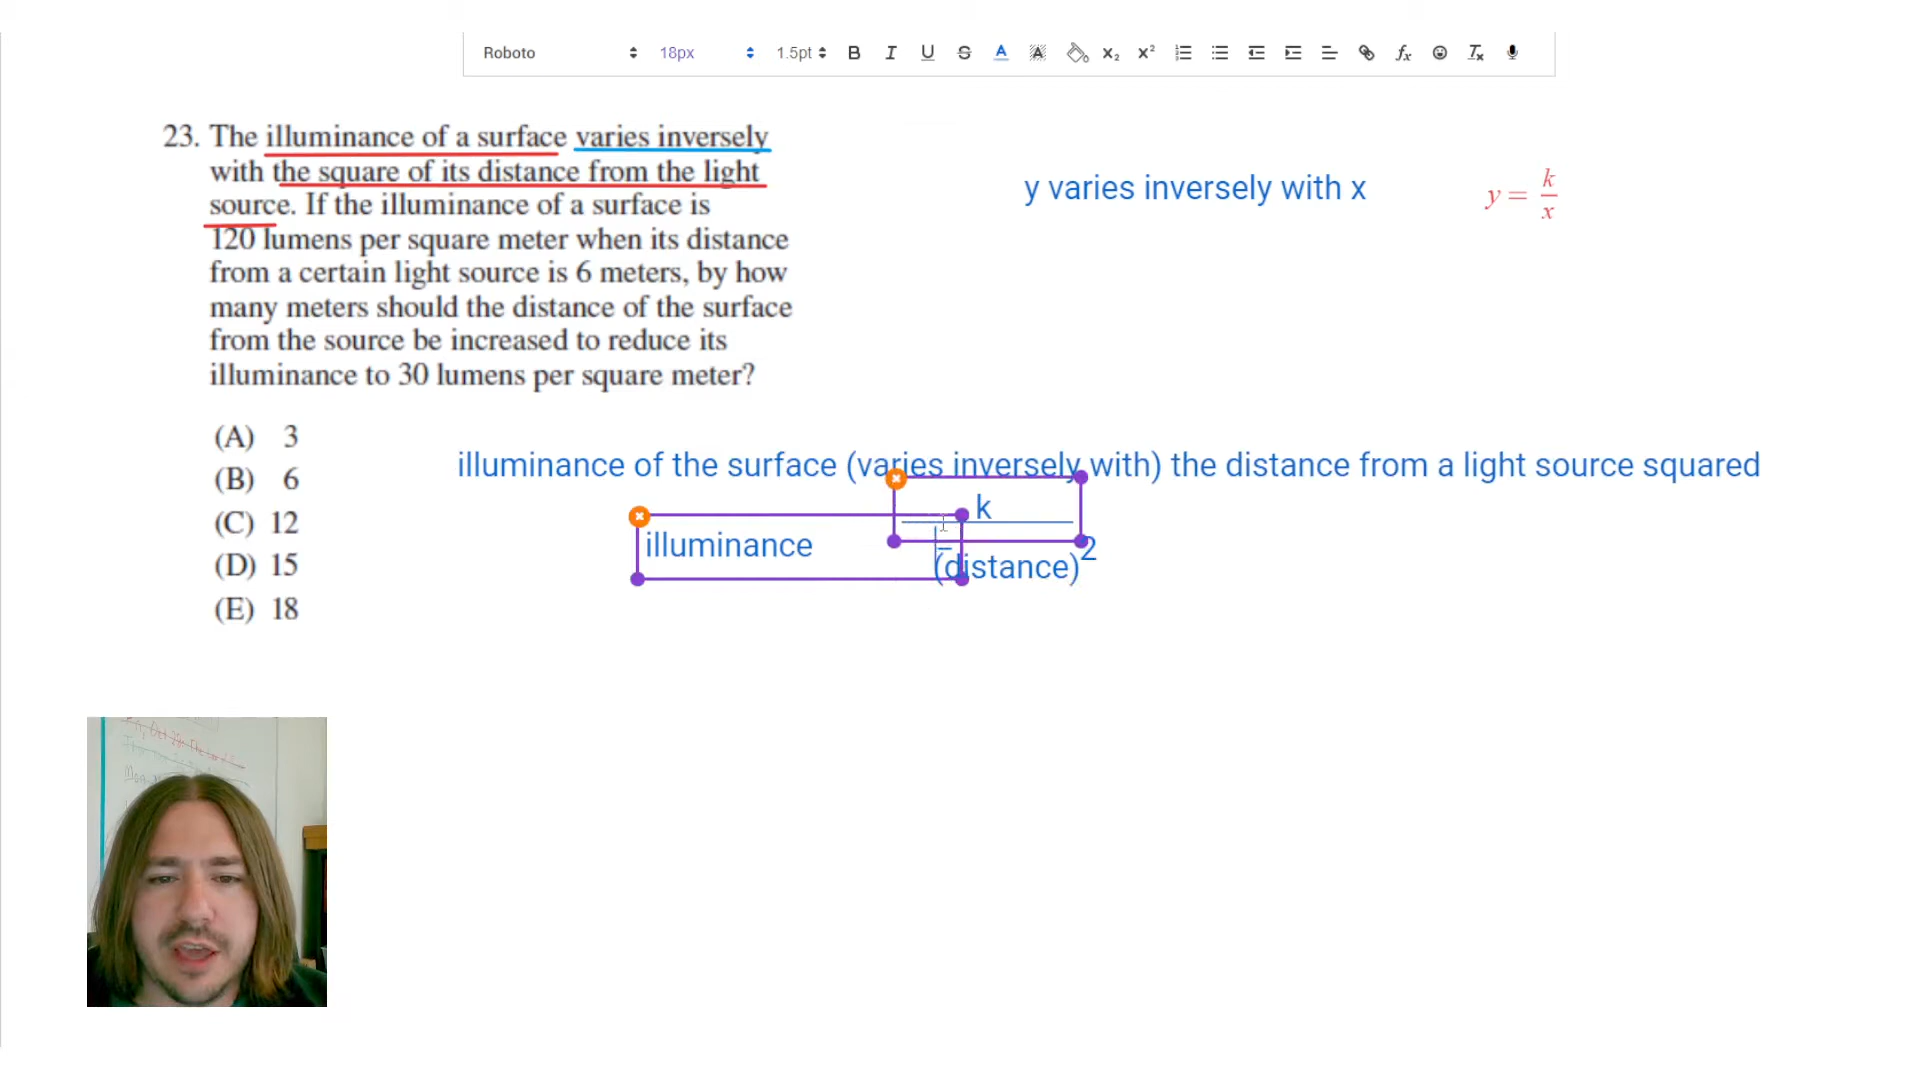 Roboto 18px 1.5pt B I U S A A X₂ X² fx Tx
23. The illuminance of a surface varies inversely
with the square of its distance from the light
source. If the illuminance of a surface is
120 lumens per square meter when its distance
from a certain light source is 6 meters, by how
many meters should the distance of the surface
from the source be increased to reduce its
illuminance to 30 lumens per square meter?
(A) 3
(B) 6
(C) 12
(D) 15
(E) 18
y varies inversely with x
y = k/x
illuminance of the surface (varies inversely with) the distance from a light source squared
k
illuminance
(distance)²